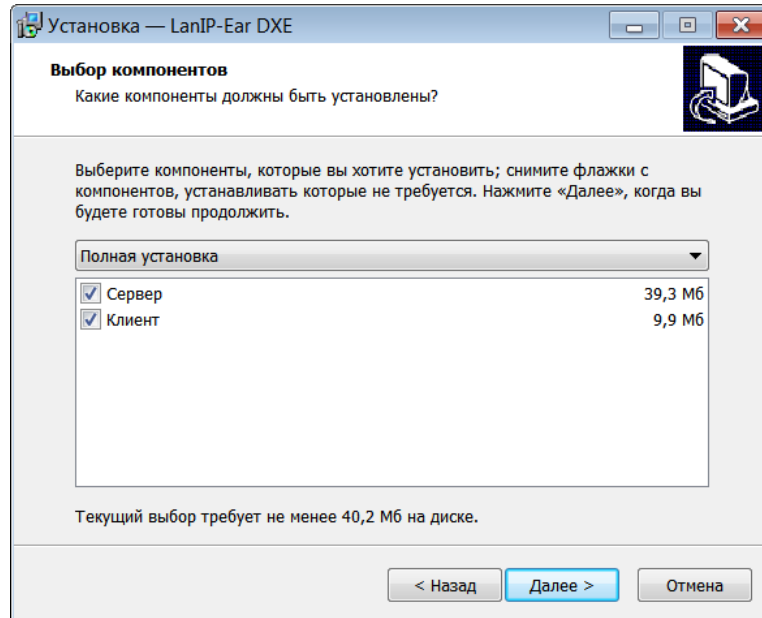 Установка — LanIP-Ear DXE
Выбор компонентов
Какие компоненты должны быть установлены?
Выберите компоненты, которые вы хотите установить; снимите флажки с
компонентов, устанавливать которые не требуется. Нажмите «Далее», когда вы
будете готовы продолжить.
Полная установка
Сервер 39,3 Мб
Клиент 9,9 Мб
Текущий выбор требует не менее 40,2 Мб на диске.
< Назад Далее > Отмена